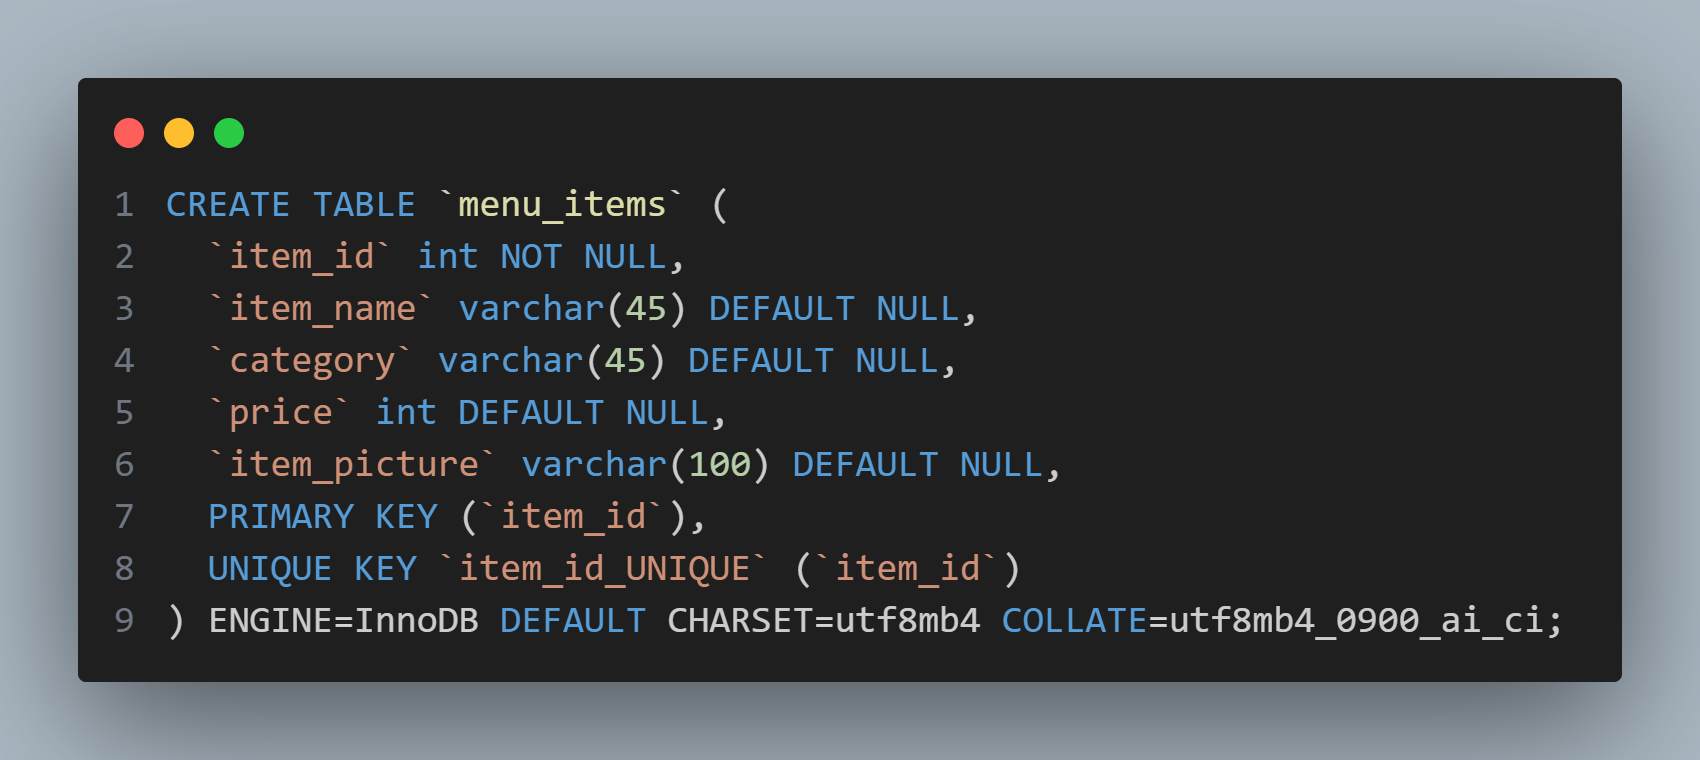 1 CREATE TABLE `menu_items` (
2 `item_id` int NOT NULL,
3 `item_name` varchar(45) DEFAULT NULL,
4 `category` varchar(45) DEFAULT NULL,
5 `price` int DEFAULT NULL,
6 `item_picture` varchar(100) DEFAULT NULL,
7 PRIMARY KEY (`item_id`),
8 UNIQUE KEY `item_id_UNIQUE` (`item_id`)
9 ) ENGINE=InnoDB DEFAULT CHARSET=utf8mb4 COLLATE=utf8mb4_0900_ai_ci;